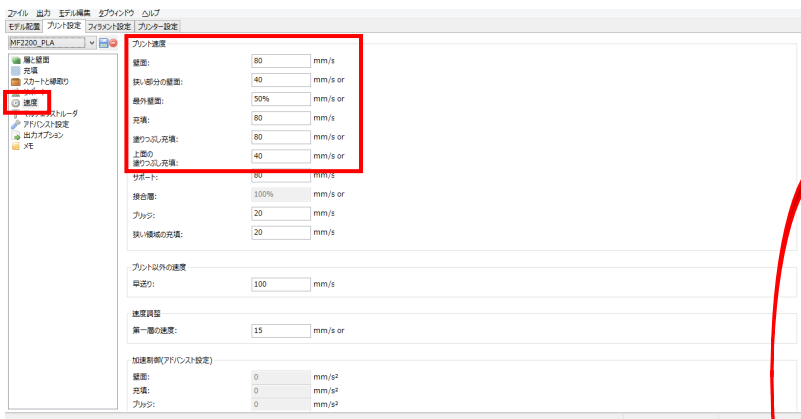 ファイル 出力 モデル編集 タブウィンドウ ヘルプ
モデル配置 プリント設定 フィラメント設定 プリンター設定
MF2200_PLA
層と壁面
充填
スカートと縁取り
速度
アドバンスト設定
出力オプション
メモ
プリント速度
壁面: 80 mm/s
狭い部分の壁面: 40 mm/s or
最外壁面: 50% mm/s or
充填: 80 mm/s
塗りつぶし充填: 80 mm/s or
上面の
塗りつぶし充填: 40 mm/s or
サポート: 80 mm/s
接合層: 100% mm/s or
ブリッジ: 20 mm/s
狭い領域の充填: 20 mm/s
プリント以外の速度
早送り: 100 mm/s
速度調整
第一層の速度: 15 mm/s or
加速制御(アドバンスト設定)
壁面: 0 mm/s²
充填: 0 mm/s²
ブリッジ: 0 mm/s²